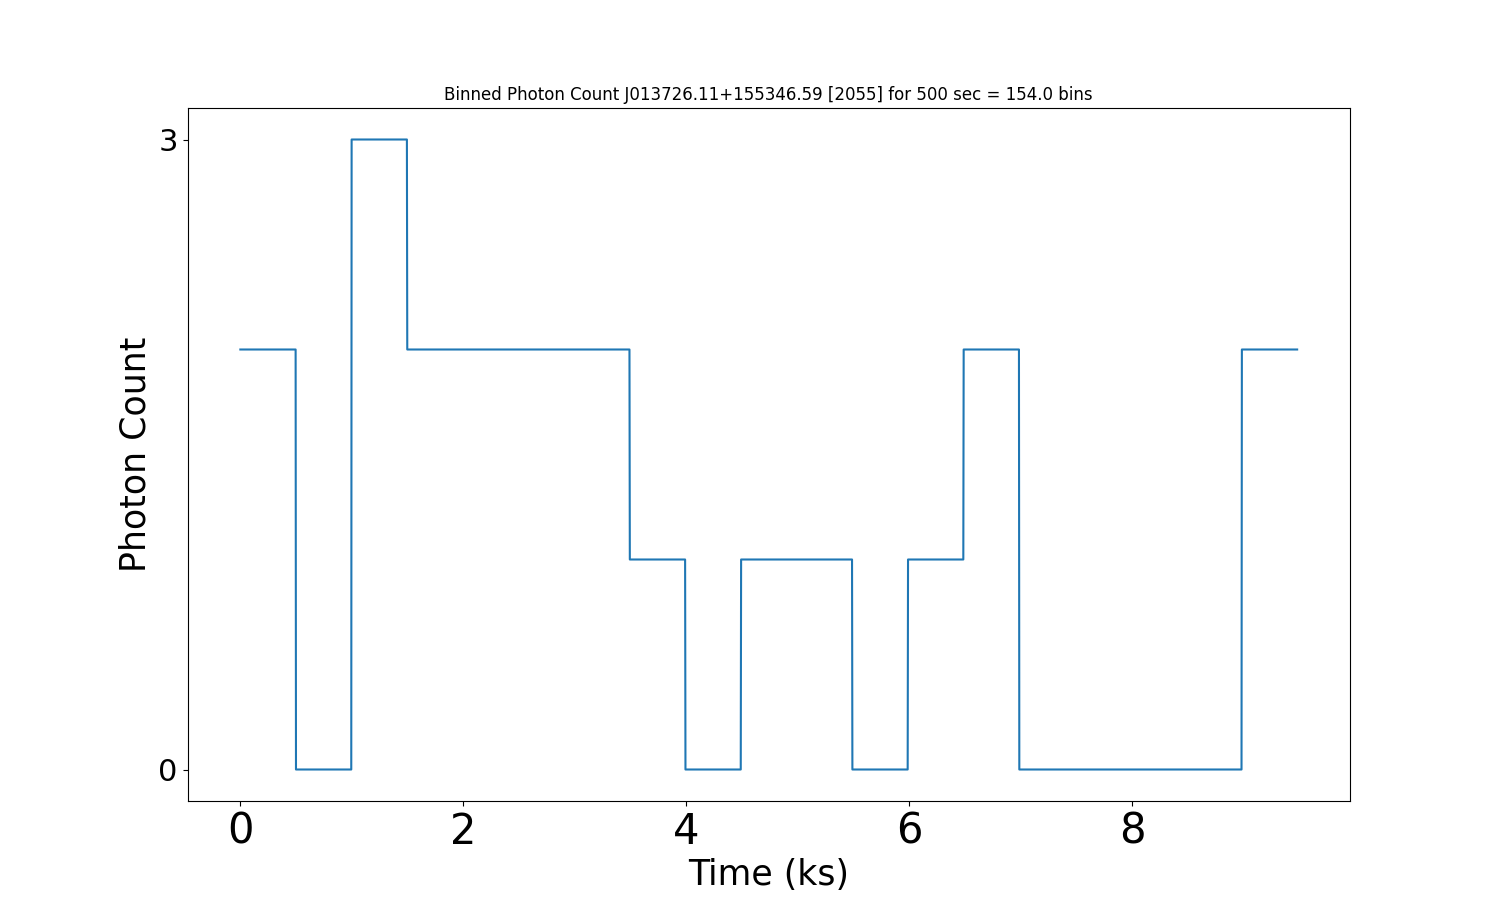 Binned Photon Count J013726.11+155346.59 [2055] for 500 sec = 154.0 bins
3
Photon Count
0
0 2 4 6 8
Time (ks)